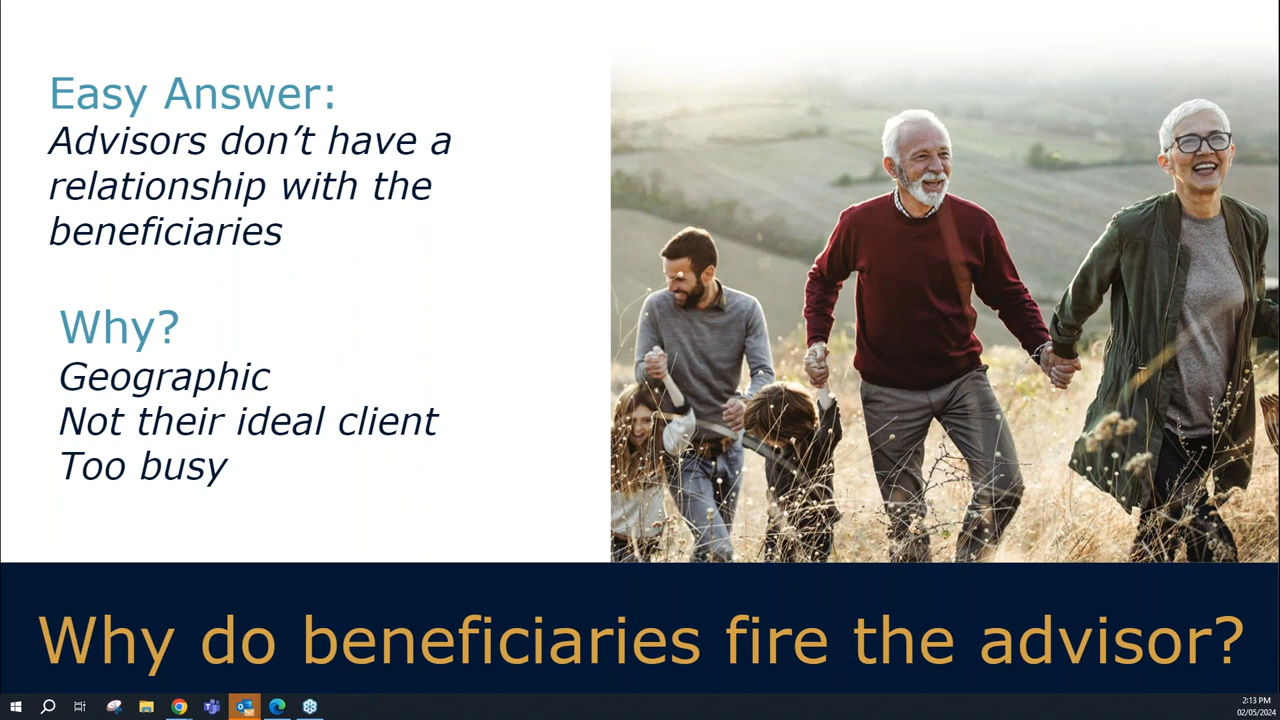 Easy Answer:
Advisors don’t have a
relationship with the
beneficiaries
Why?
Geographic
Not their ideal client
Too busy
Why do beneficiaries fire the advisor?
2:13 PM
02/05/2024